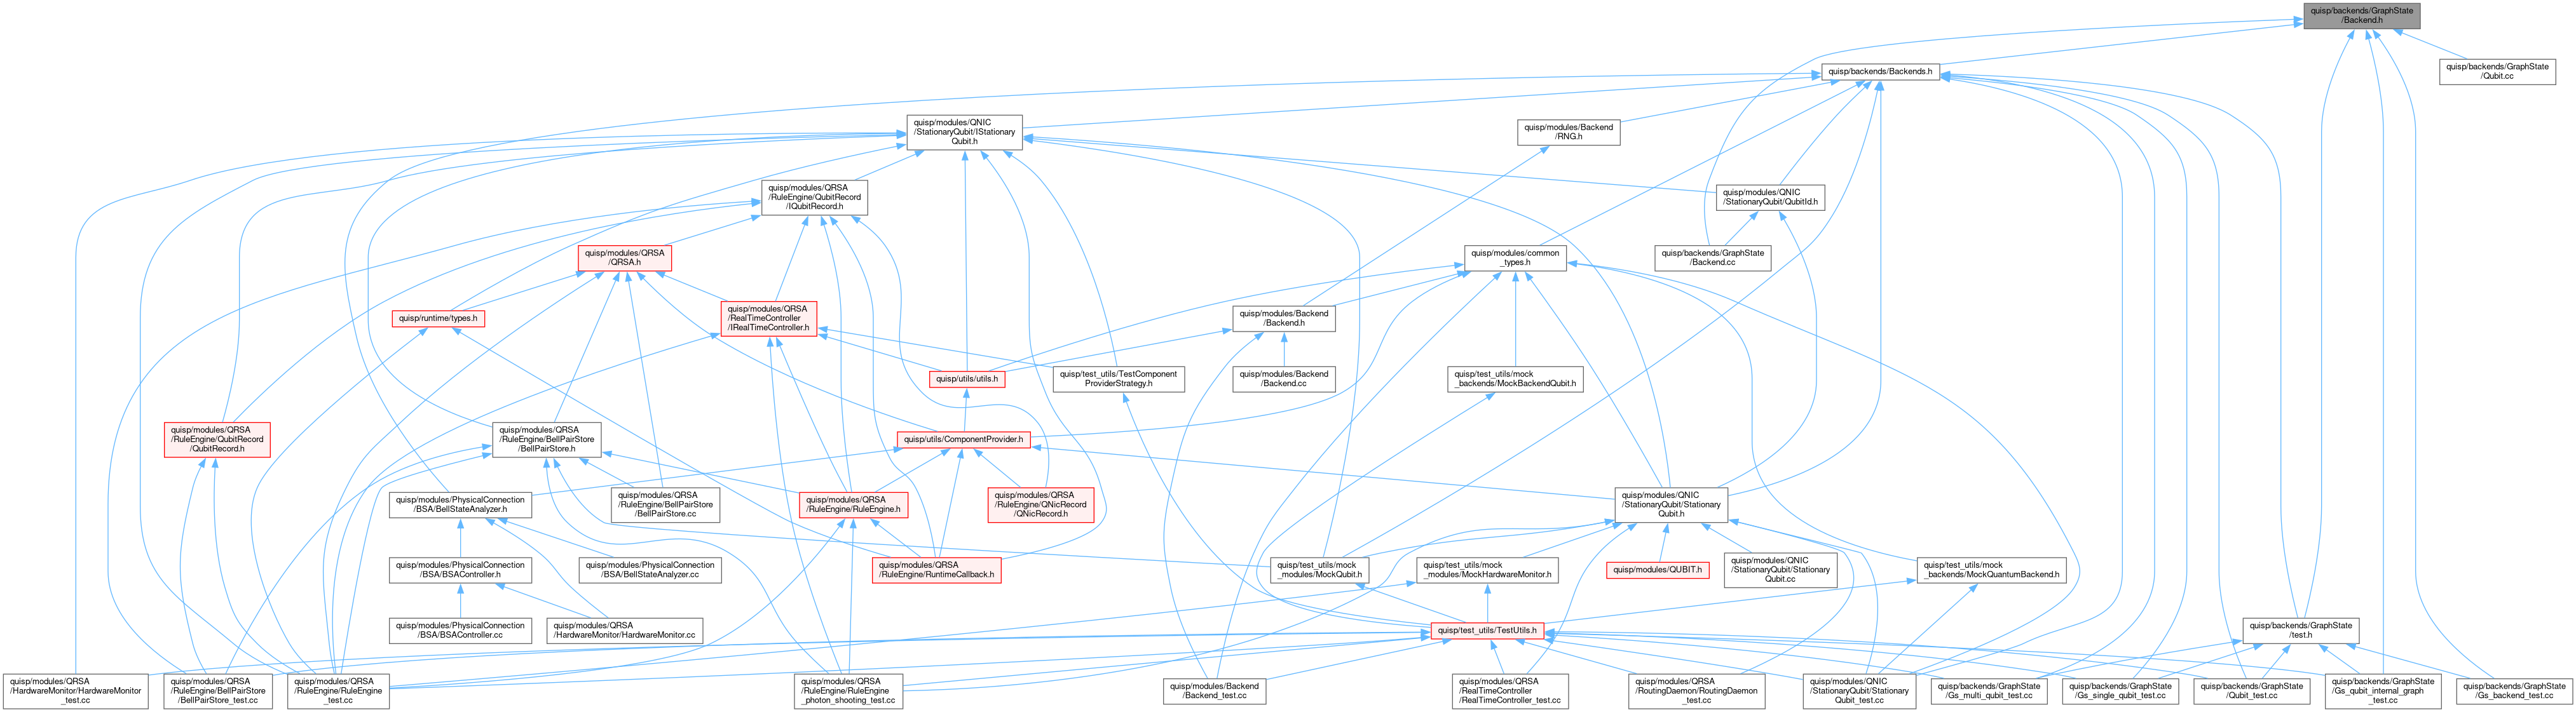 quisp/backends/GraphState
/Backend.h
quisp/backends/Backends.h
quisp/backends/GraphState
/Qubit.cc
quisp/modules/QNIC
/StationaryQubit/IStationary
Qubit.h
quisp/modules/Backend
/RNG.h
quisp/modules/QRSA
/RuleEngine/QubitRecord
/IQubitRecord.h
quisp/modules/QNIC
/StationaryQubit/QubitId.h
quisp/modules/QRSA
/QRSA.h
quisp/modules/common
_types.h
quisp/backends/GraphState
/Backend.cc
quisp/runtime/types.h
quisp/modules/QRSA
/RealTimeController
/IRealTimeController.h
quisp/modules/Backend
/Backend.h
quisp/utils/utils.h
quisp/test_utils/TestComponent
ProviderStrategy.h
quisp/modules/Backend
/Backend.cc
quisp/test_utils/mock
_backends/MockBackendQubit.h
quisp/modules/QRSA
/RuleEngine/QubitRecord
/QubitRecord.h
quisp/modules/QRSA
/RuleEngine/BellPairStore
/BellPairStore.h
quisp/utils/ComponentProvider.h
quisp/modules/PhysicalConnection
/BSA/BellStateAnalyzer.h
quisp/modules/QRSA
/RuleEngine/BellPairStore
/BellPairStore.cc
quisp/modules/QRSA
/RuleEngine/RuleEngine.h
quisp/modules/QRSA
/RuleEngine/QNicRecord
/QNicRecord.h
quisp/modules/QNIC
/StationaryQubit/Stationary
Qubit.h
quisp/modules/PhysicalConnection
/BSA/BSAController.h
quisp/modules/PhysicalConnection
/BSA/BellStateAnalyzer.cc
quisp/modules/QRSA
/RuleEngine/RuntimeCallback.h
quisp/test_utils/mock
_modules/MockQubit.h
quisp/test_utils/mock
_modules/MockHardwareMonitor.h
quisp/modules/QUBIT.h
quisp/modules/QNIC
/StationaryQubit/Stationary
Qubit.cc
quisp/test_utils/mock
_backends/MockQuantumBackend.h
quisp/modules/PhysicalConnection
/BSA/BSAController.cc
quisp/modules/QRSA
/HardwareMonitor/HardwareMonitor.cc
quisp/test_utils/TestUtils.h
quisp/backends/GraphState
/test.h
quisp/modules/QRSA
/HardwareMonitor/HardwareMonitor
_test.cc
quisp/modules/QRSA
/RuleEngine/BellPairStore
/BellPairStore_test.cc
quisp/modules/QRSA
/RuleEngine/RuleEngine
_test.cc
quisp/modules/QRSA
/RuleEngine/RuleEngine
_photon_shooting_test.cc
quisp/modules/Backend
/Backend_test.cc
quisp/modules/QRSA
/RealTimeController
/RealTimeController_test.cc
quisp/modules/QRSA
/RoutingDaemon/RoutingDaemon
_test.cc
quisp/modules/QNIC
/StationaryQubit/Stationary
Qubit_test.cc
quisp/backends/GraphState
/Gs_multi_qubit_test.cc
quisp/backends/GraphState
/Gs_single_qubit_test.cc
quisp/backends/GraphState
/Qubit_test.cc
quisp/backends/GraphState
/Gs_qubit_internal_graph
_test.cc
quisp/backends/GraphState
/Gs_backend_test.cc